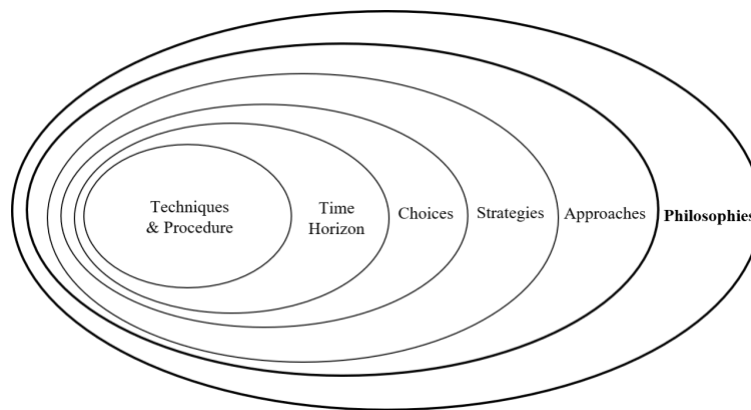 Techniques
& Procedure
Time
Horizon
Choices
Strategies
Approaches
Philosophies